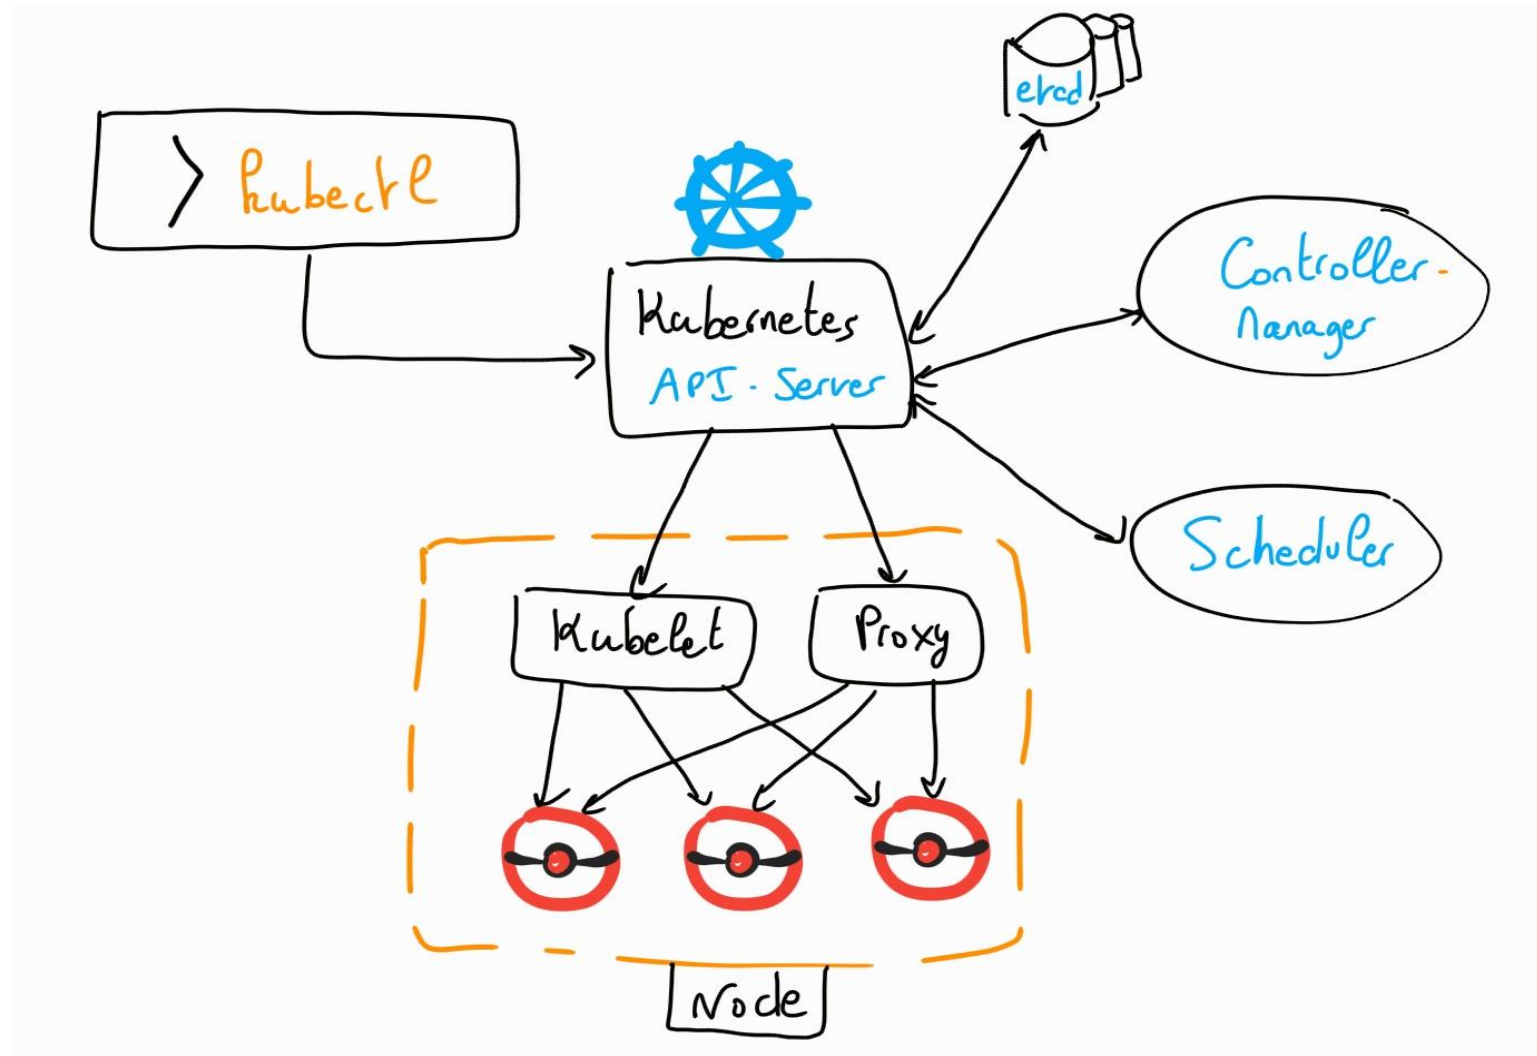 etcd
> kubectl
Kubernetes
API-Server
Controller-
Manager
Scheduler
Kubelet
Proxy
Node